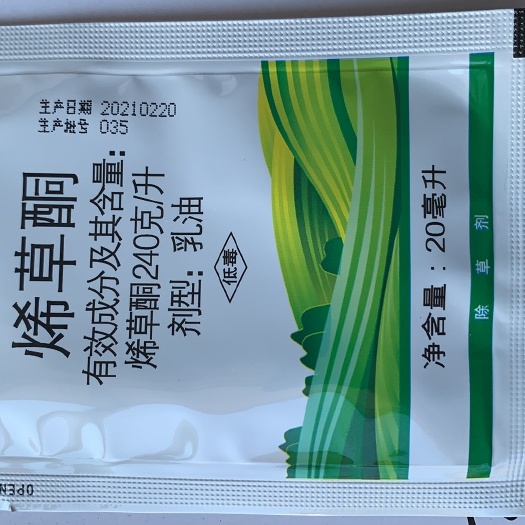 生产日期 20210220
生产批号 035
烯草酮
有效成分及其含量:
烯草酮240克/升
剂型: 乳油
低毒
净含量: 20毫升
除草剂
OPEN